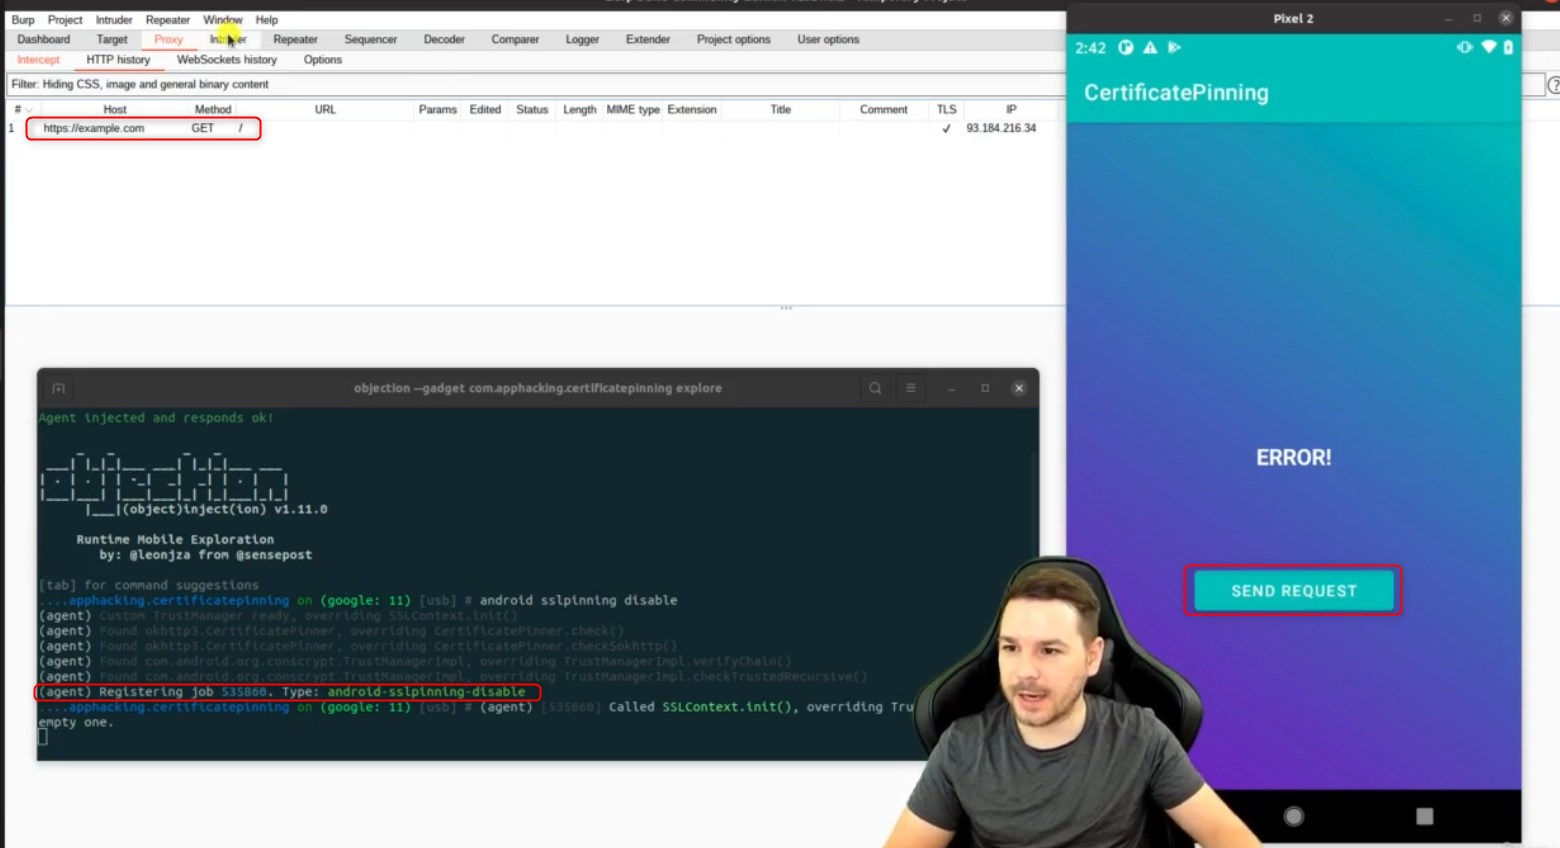 Burp Project Intruder Repeater Window Help
Dashboard Target Proxy Repeater Sequencer Decoder Comparer Logger Extender Project options User options
Intercept HTTP history WebSockets history Options
Filter: Hiding CSS, image and general binary content
# Host Method URL Params Edited Status Length MIME type Extension Title Comment TLS IP
1 https://example.com GET / ✓ 93.184.216.34
objection --gadget com.apphacking.certificatepinning explore
Agent injected and responds ok!
|___|(object)inject(ion) v1.11.0
Runtime Mobile Exploration
by: @leonjza from @sensepost
[tab] for command suggestions
....apphacking.certificatepinning on (google: 11) [usb] # android sslpinning disable
(agent) Custom TrustManager ready, overriding SSLContext.init()
(agent) Found okhttp3.CertificatePinner, overriding CertificatePinner.check()
(agent) Found okhttp3.CertificatePinner, overriding CertificatePinner.check$okhttp()
(agent) Found com.android.org.conscrypt.TrustManagerImpl, overriding TrustManagerImpl.verifyChain()
(agent) Found com.android.org.conscrypt.TrustManagerImpl, overriding TrustManagerImpl.checkTrustedRecursive()
(agent) Registering job 535860. Type: android-sslpinning-disable
....apphacking.certificatepinning on (google: 11) [usb] # (agent) [535860] Called SSLContext.init(), overriding Tru
empty one.
Pixel 2
2:42
CertificatePinning
ERROR!
SEND REQUEST